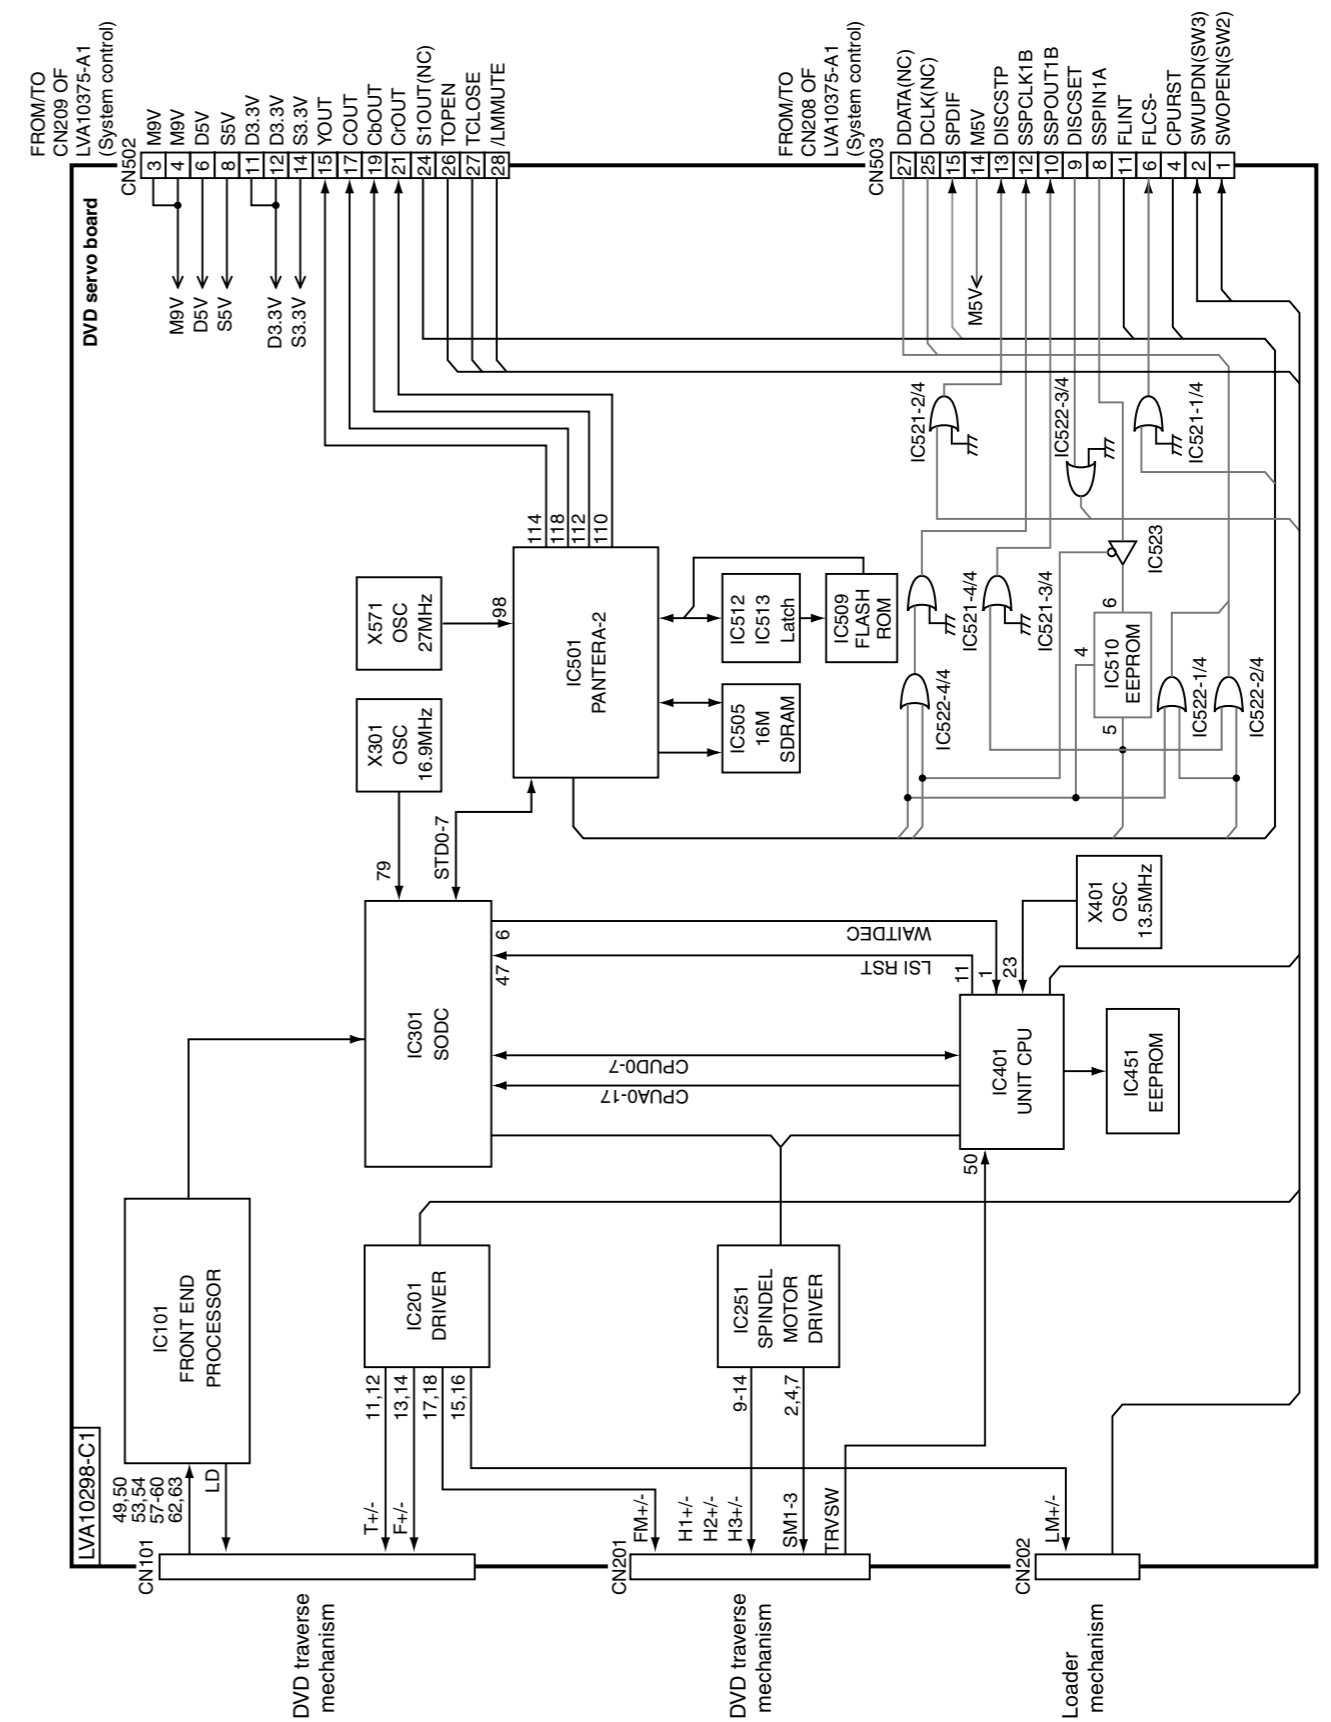 FROM/TO
CN209 OF
LVA10375-A1
(System control)
CN502
3 M9V
4 M9V
6 D5V
8 S5V
11 D3.3V
12 D3.3V
14 S3.3V
15 YOUT
17 COUT
19 CbOUT
21 CrOUT
24 S1OUT(NC)
26 TOPEN
27 TCLOSE
28 /LMMUTE
FROM/TO
CN208 OF
LVA10375-A1
(System control)
CN503
27 DDATA(NC)
25 DCLK(NC)
15 SPDIF
14 M5V
13 DISCSTP
12 SSPCLK1B
10 SSPOUT1B
9 DISCSET
8 SSPIN1A
11 FLINT
6 FLCS-
4 CPURST
2 SWUPDN(SW3)
1 SWOPEN(SW2)
DVD servo board
M9V
D5V
S5V
D3.3V
S3.3V
M5V
IC521-2/4
IC522-3/4
IC521-1/4
114
118
112
110
X571
OSC
27MHz
98
IC501
PANTERA-2
IC512
IC513
Latch
IC509
FLASH
ROM
IC505
16M
SDRAM
X301
OSC
16.9MHz
79
STD0-7
IC521-4/4
IC521-3/4
IC523
IC522-4/4
6
4
IC510
EEPROM
5
IC522-1/4
IC522-2/4
IC301
SODC
6
47
WAITDEC
LSI RST
CPUD0-7
CPUA0-17
11
1
23
X401
OSC
13.5MHz
IC401
UNIT CPU
50
IC451
EEPROM
IC101
FRONT END
PROCESSOR
IC201
DRIVER
IC251
SPINDEL
MOTOR
DRIVER
LVA10298-C1
49,50
53,54
57-60
62,63
LD
11,12
13,14
17,18
15,16
T+/-
F+/-
9-14
2,4,7
FM+/-
H1+/-
H2+/-
H3+/-
SM1-3
TRVSW
LM+/-
CN101
CN201
CN202
DVD traverse
mechanism
DVD traverse
mechanism
Loader
mechanism